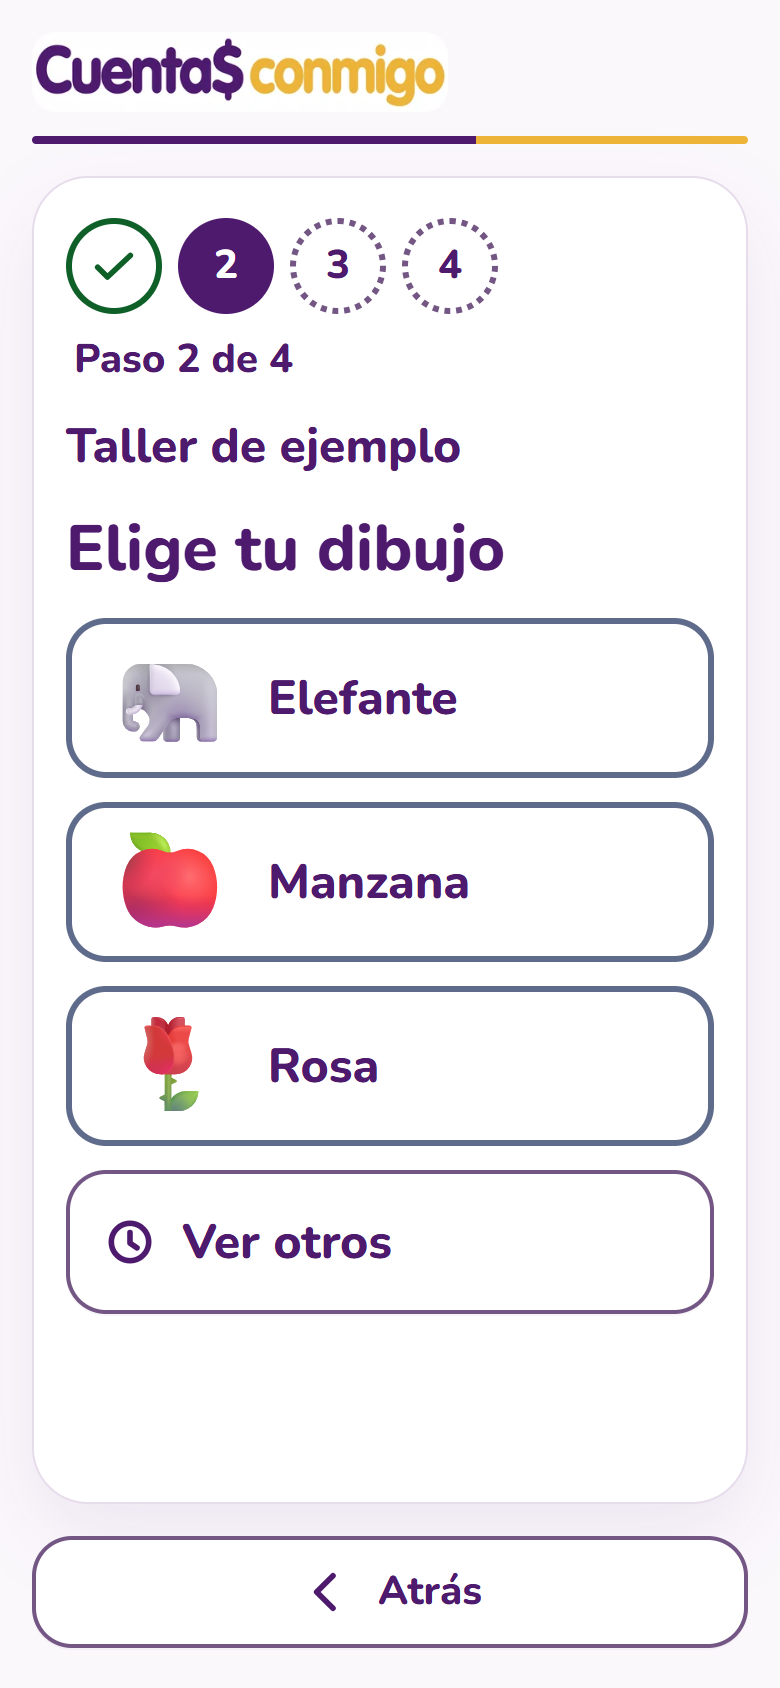 Cuenta$ conmigo
2 3 4
Paso 2 de 4
Taller de ejemplo
Elige tu dibujo
Elefante
Manzana
Rosa
Ver otros
Atrás